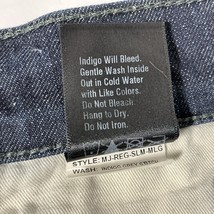 Indigo Will Bleed.
Gentle Wash Inside
Out in Cold Water
with Like Colors.
Do Not Bleach.
Hang to Dry.
Do Not Iron.
STYLE: MJ-REG-SLM-MLG
WASH: